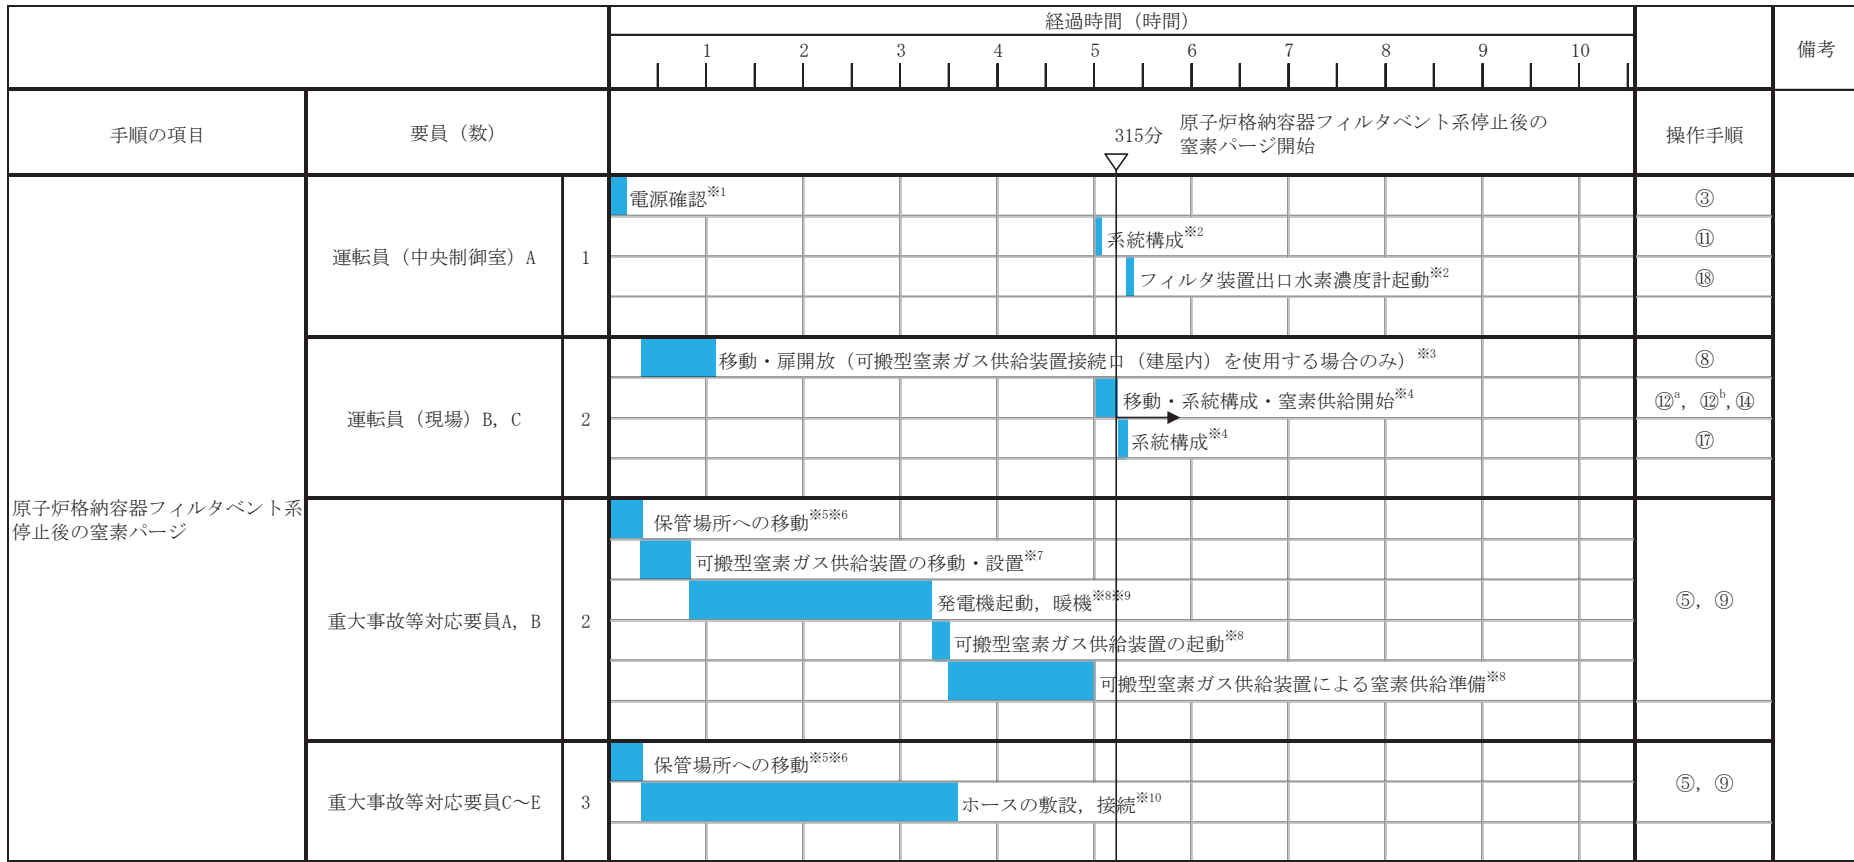 経過時間（時間）
備考
1 2 3 4 5 6 7 8 9 10
手順の項目
要員（数）
315分
原子炉格納容器フィルタベント系停止後の
窒素パージ開始
操作手順
原子炉格納容器フィルタベント系
停止後の窒素パージ
運転員（中央制御室）A
1
電源確認※1
③
系統構成※2
⑪
フィルタ装置出口水素濃度計起動※2
⑱
運転員（現場）B, C
2
移動・扉開放（可搬型窒素ガス供給装置接続口（建屋内）を使用する場合のみ）※3
⑧
移動・系統構成・窒素供給開始※4
⑫a, ⑫b,⑭
系統構成※4
⑰
重大事故等対応要員A, B
2
保管場所への移動※5※6
可搬型窒素ガス供給装置の移動・設置※7
発電機起動, 暖機※8※9
可搬型窒素ガス供給装置の起動※8
可搬型窒素ガス供給装置による窒素供給準備※8
⑤, ⑨
重大事故等対応要員C～E
3
保管場所への移動※5※6
ホースの敷設, 接続※10
⑤, ⑨